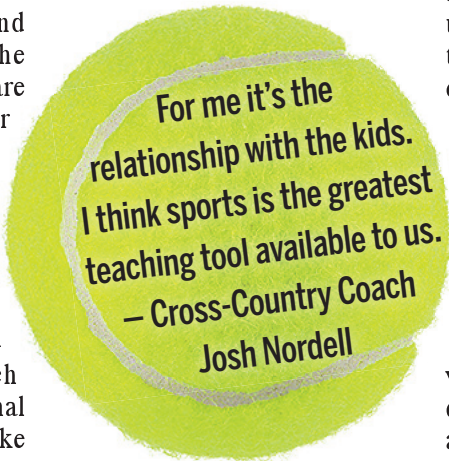 For me it's the
relationship with the kids.
I think sports is the greatest
teaching tool available to us.
– Cross-Country Coach
Josh Nordell